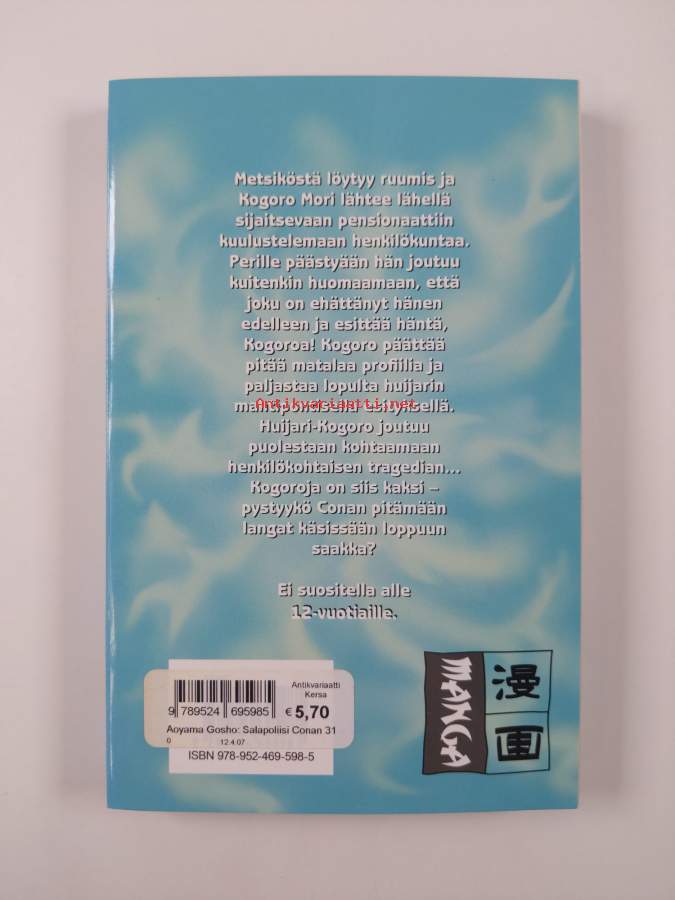 Metsiköstä löytyy ruumis ja
Kogoro Mori lähtee lähellä
sijaitsevaan pensionaattiin
kuulustelemaan henkilökuntaa.
Perille päästyään hän joutuu
kuitenkin huomaamaan, että
joku on ehättänyt hänen
edelleen ja esittää häntä,
Kogoroa! Kogoro päättää
pitää matalaa profiilia ja
paljastaa lopulta huijarin
Antikvariaatti.net
Huijari-Kogoro joutuu
puolestaan kohtaamaan
henkilökohtaisen tragedian...
Kogoroja on siis kaksi –
pystyykö Conan pitämään
langat käsissään loppuun
saakka?
Ei suositella alle
12-vuotiaille.
Antikvariaatti
Kersa
9 789524 695985 € 5,70
Aoyama Gosho: Salapoliisi Conan 31
0 12.4.07
ISBN 978-952-469-598-5
MANGA
漫画